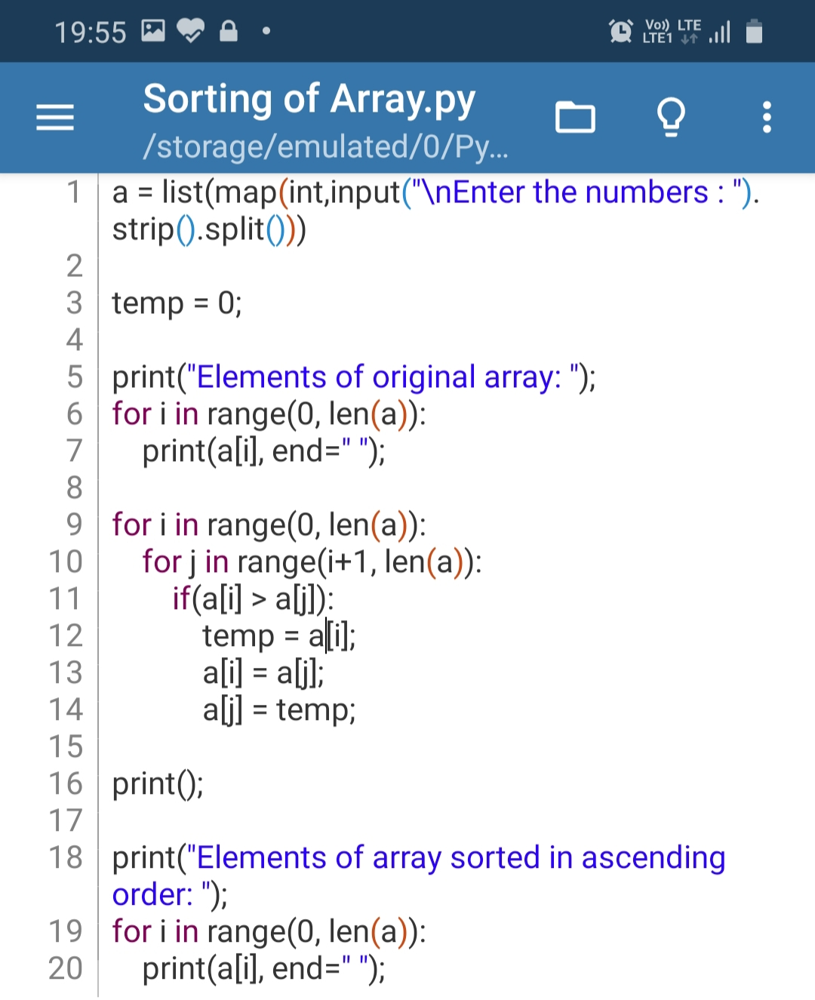 19:55
Vo)) LTE
LTE1
Sorting of Array.py
/storage/emulated/0/Py...
1 a = list(map(int,input("\nEnter the numbers : ").
strip().split()))
2
3 temp = 0;
4
5 print("Elements of original array: ");
6 for i in range(0, len(a)):
7     print(a[i], end=" ");
8
9 for i in range(0, len(a)):
10     for j in range(i+1, len(a)):
11         if(a[i] > a[j]):
12             temp = a[i];
13             a[i] = a[j];
14             a[j] = temp;
15
16 print();
17
18 print("Elements of array sorted in ascending
order: ");
19 for i in range(0, len(a)):
20     print(a[i], end=" ");